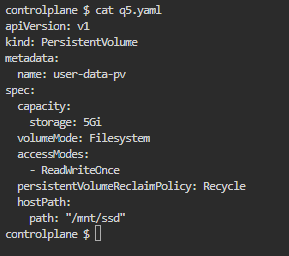 controlplane $ cat q5.yaml
apiVersion: v1
kind: PersistentVolume
metadata:
  name: user-data-pv
spec:
  capacity:
    storage: 5Gi
  volumeMode: Filesystem
  accessModes:
    - ReadWriteOnce
  persistentVolumeReclaimPolicy: Recycle
  hostPath:
    path: "/mnt/ssd"
controlplane $